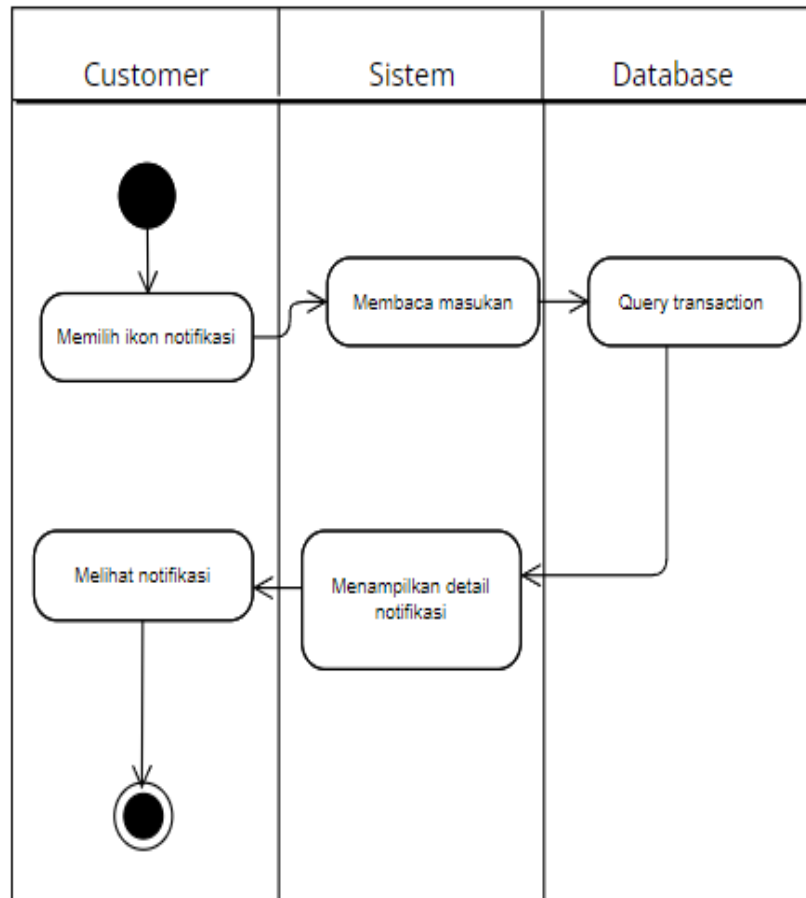 Customer
Sistem
Database
Memilih ikon notifikasi
Membaca masukan
Query transaction
Melihat notifikasi
Menampilkan detail
notifikasi